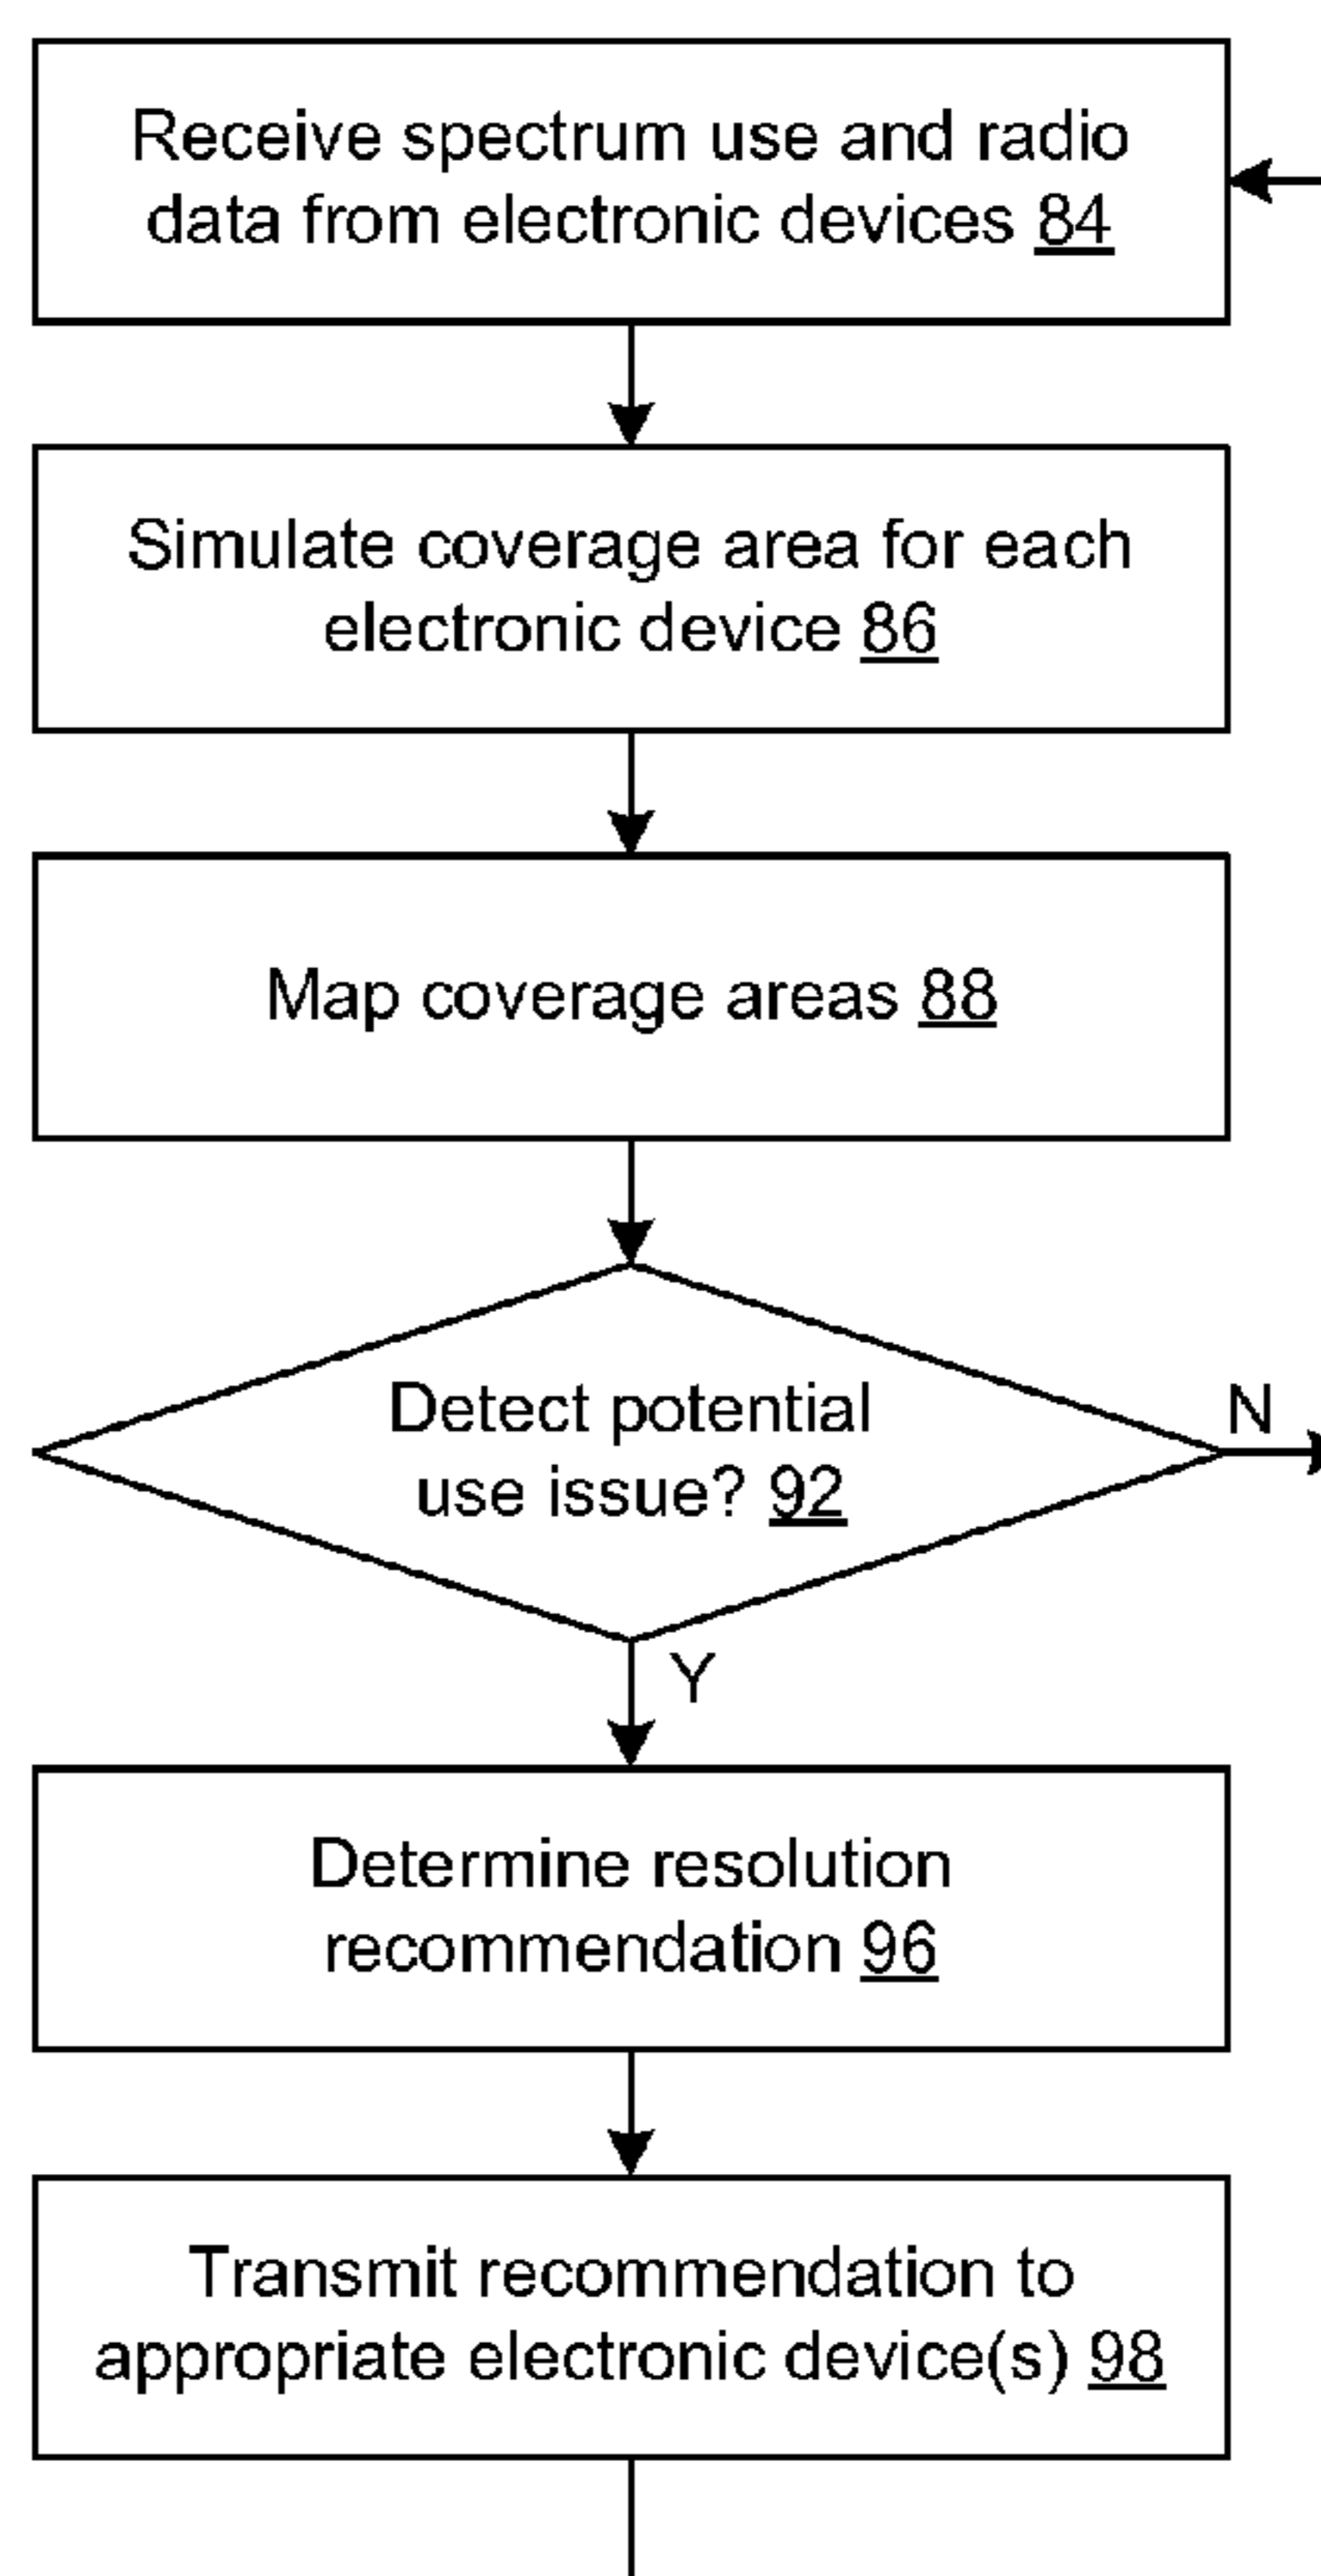 Receive spectrum use and radio
data from electronic devices 84
Simulate coverage area for each
electronic device 86
Map coverage areas 88
Detect potential
use issue? 92
N
Y
Determine resolution
recommendation 96
Transmit recommendation to
appropriate electronic device(s) 98